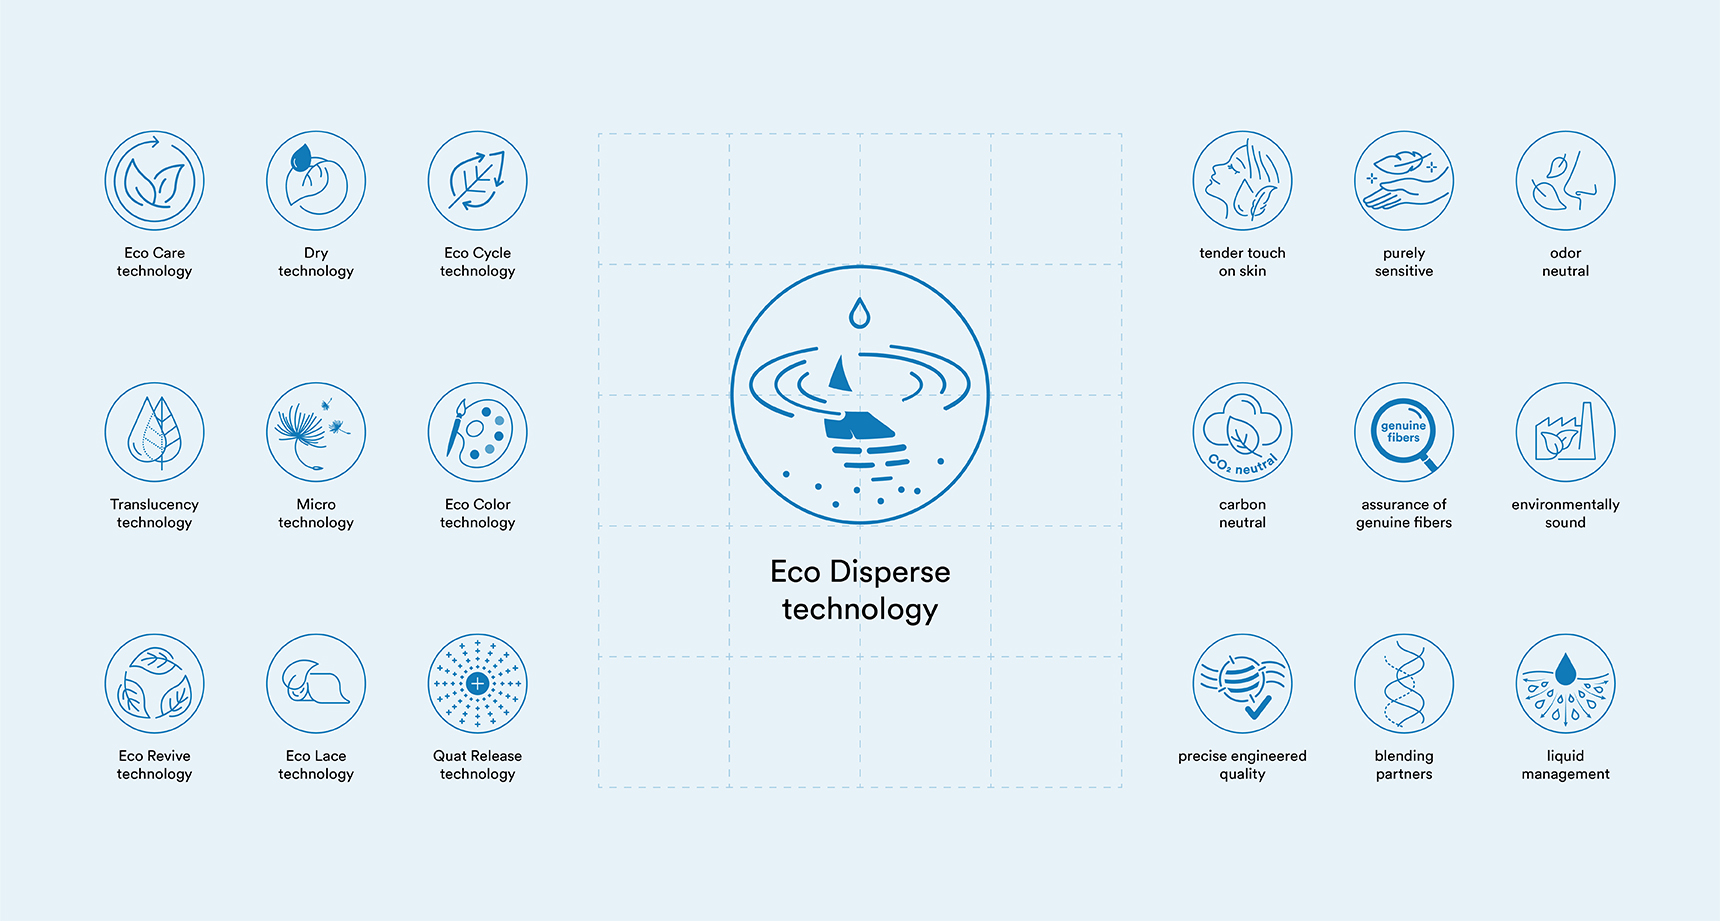 Eco Care
technology
Dry
technology
Eco Cycle
technology
Translucency
technology
Micro
technology
Eco Color
technology
Eco Revive
technology
Eco Lace
technology
Quat Release
technology
Eco Disperse
technology
tender touch
on skin
purely
sensitive
odor
neutral
CO₂ neutral
carbon
neutral
genuine
fibers
assurance of
genuine fibers
environmentally
sound
precise engineered
quality
blending
partners
liquid
management